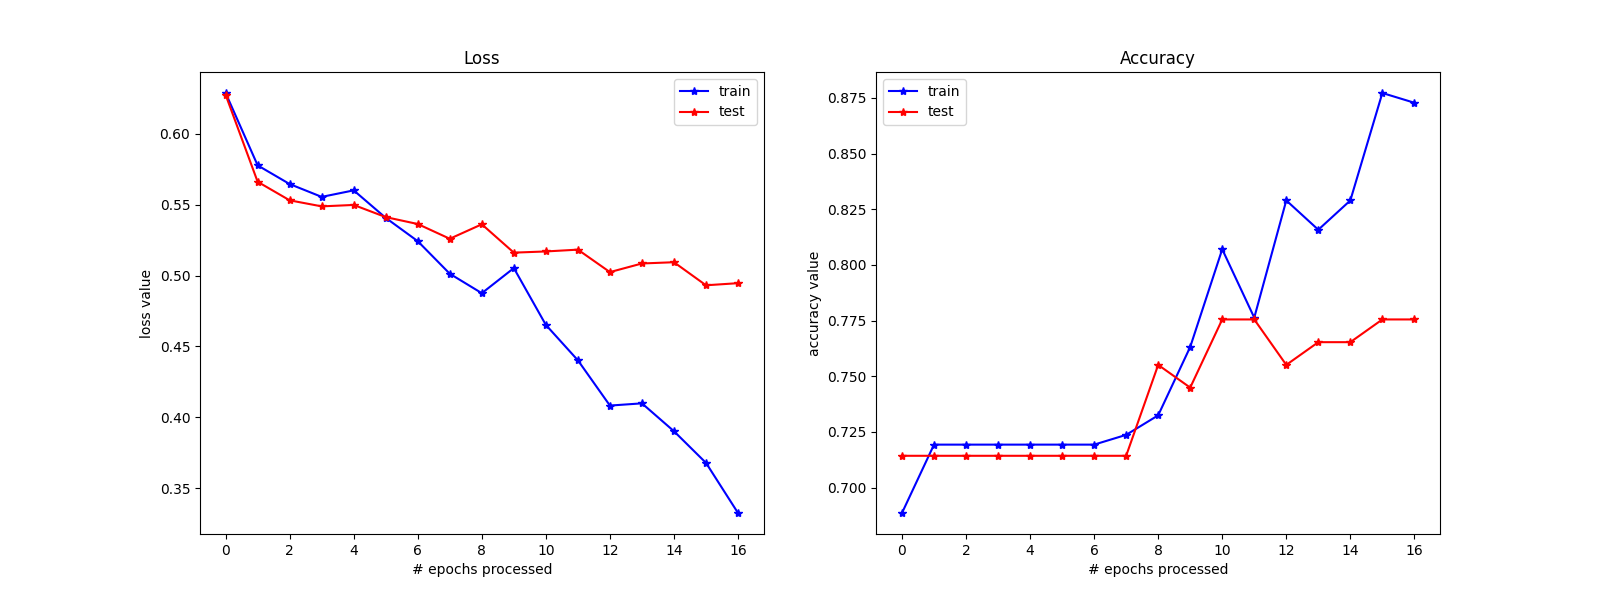 Loss
train
test
0.60
0.55
0.50
0.45
0.40
0.35
loss value
0 2 4 6 8 10 12 14 16
# epochs processed
Accuracy
train
test
0.875
0.850
0.825
0.800
0.775
0.750
0.725
0.700
accuracy value
0 2 4 6 8 10 12 14 16
# epochs processed